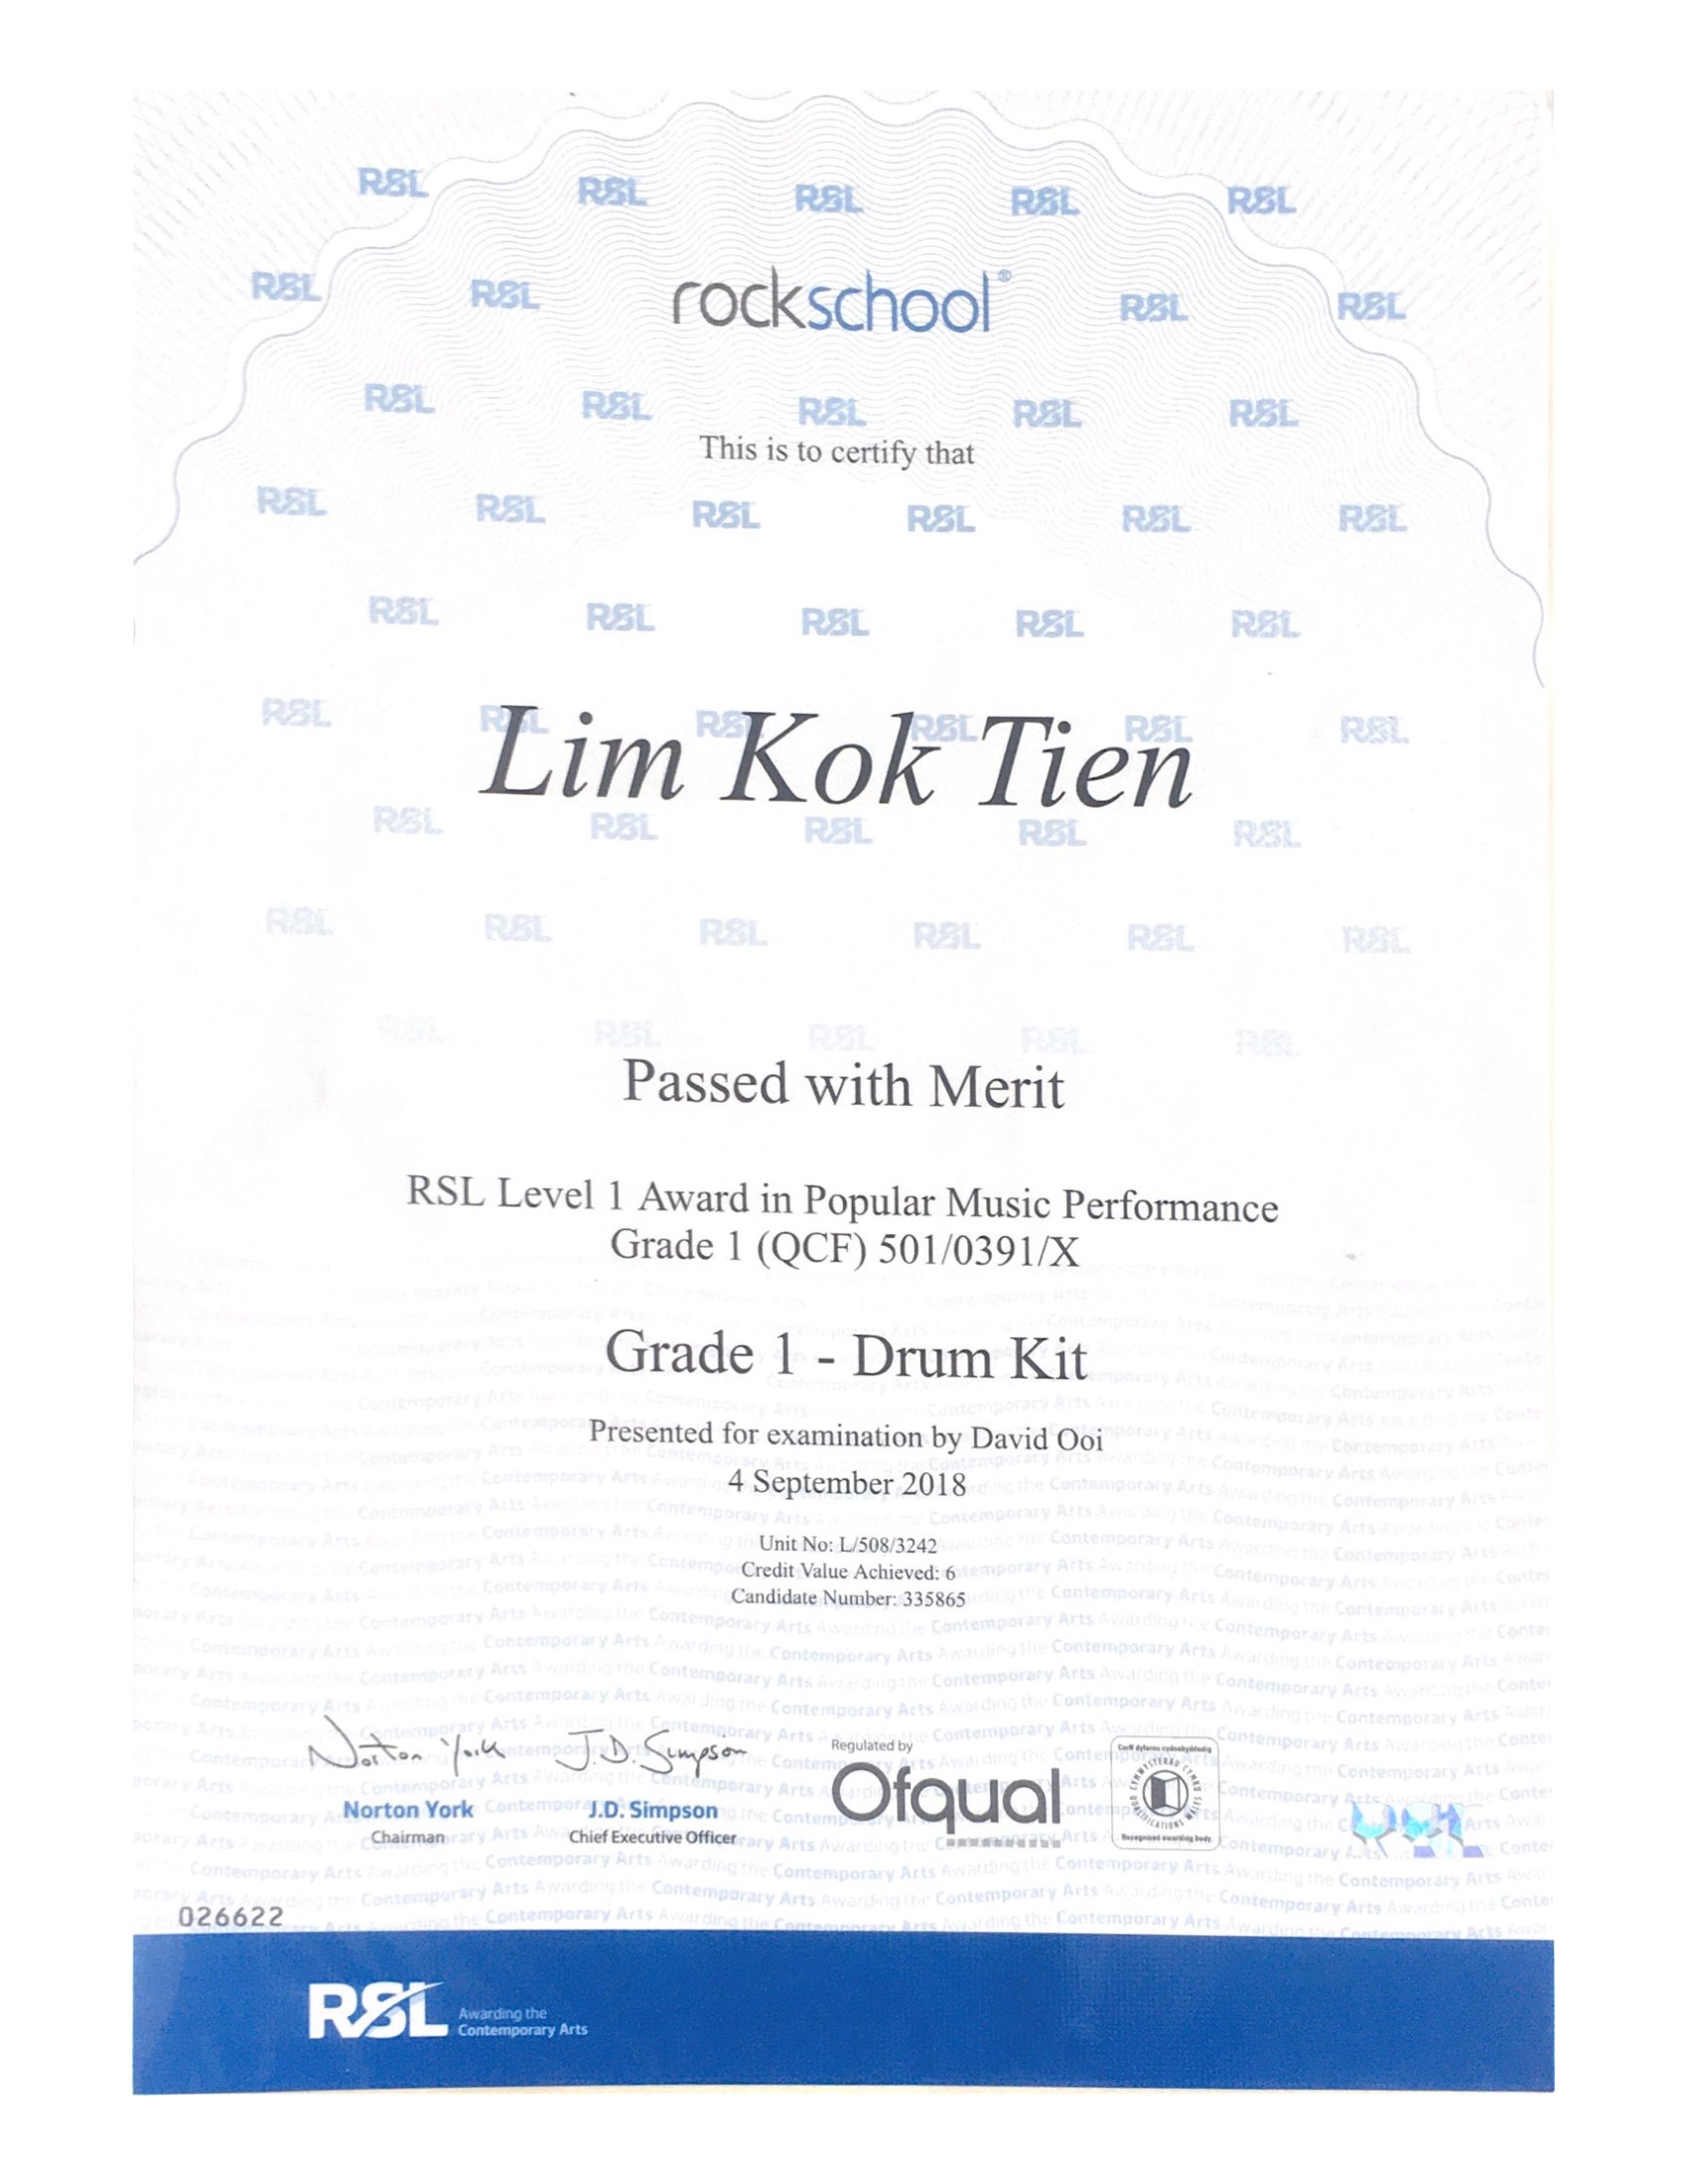 rockschool®
This is to certify that
Lim Kok Tien
Passed with Merit
RSL Level 1 Award in Popular Music Performance
Grade 1 (QCF) 501/0391/X
Grade 1 - Drum Kit
Presented for examination by David Ooi
4 September 2018
Unit No: L/508/3242
Credit Value Achieved: 6
Candidate Number: 335865
Norton York
J.D. Simpson
Norton York
Chairman
J.D. Simpson
Chief Executive Officer
Regulated by
Ofqual
Corff dyfarnu cydnabyddedig
CYMWYSTERAU CYMRU
QUALIFICATIONS WALES
Recognised awarding body
026622
RSL
Awarding the
Contemporary Arts